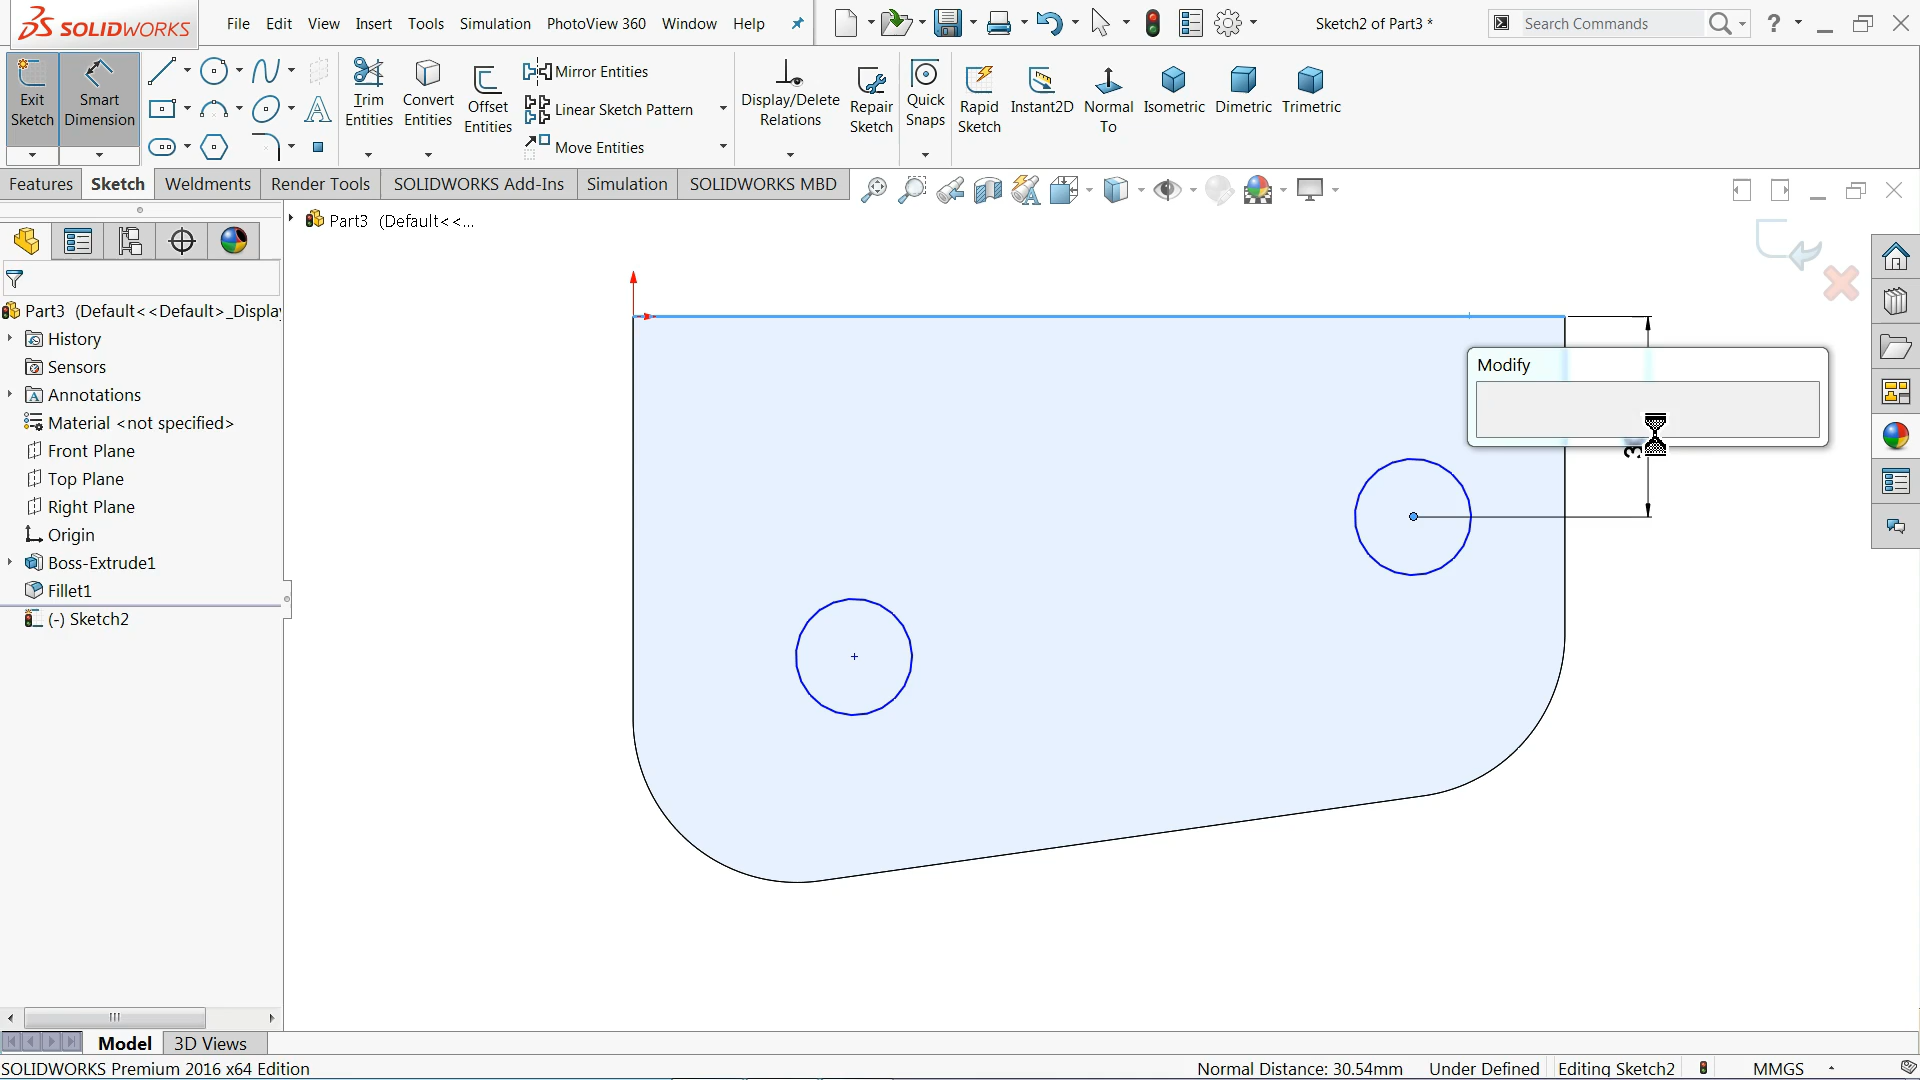 SOLIDWORKS
File Edit View Insert Tools Simulation PhotoView 360 Window Help
Sketch2 of Part3 *
Search Commands
Exit Sketch
Smart Dimension
Trim Entities
Convert Entities
Offset Entities
Mirror Entities
Linear Sketch Pattern
Move Entities
Display/Delete Relations
Repair Sketch
Quick Snaps
Rapid Sketch
Instant2D
Normal To
Isometric
Dimetric
Trimetric
Features Sketch Weldments Render Tools SOLIDWORKS Add-Ins Simulation SOLIDWORKS MBD
Part3 (Default<<...
Part3 (Default<<Default>_Displa
History
Sensors
Annotations
Material <not specified>
Front Plane
Top Plane
Right Plane
Origin
Boss-Extrude1
Fillet1
(-) Sketch2
Modify
Model 3D Views
SOLIDWORKS Premium 2016 x64 Edition
Normal Distance: 30.54mm Under Defined Editing Sketch2 MMGS